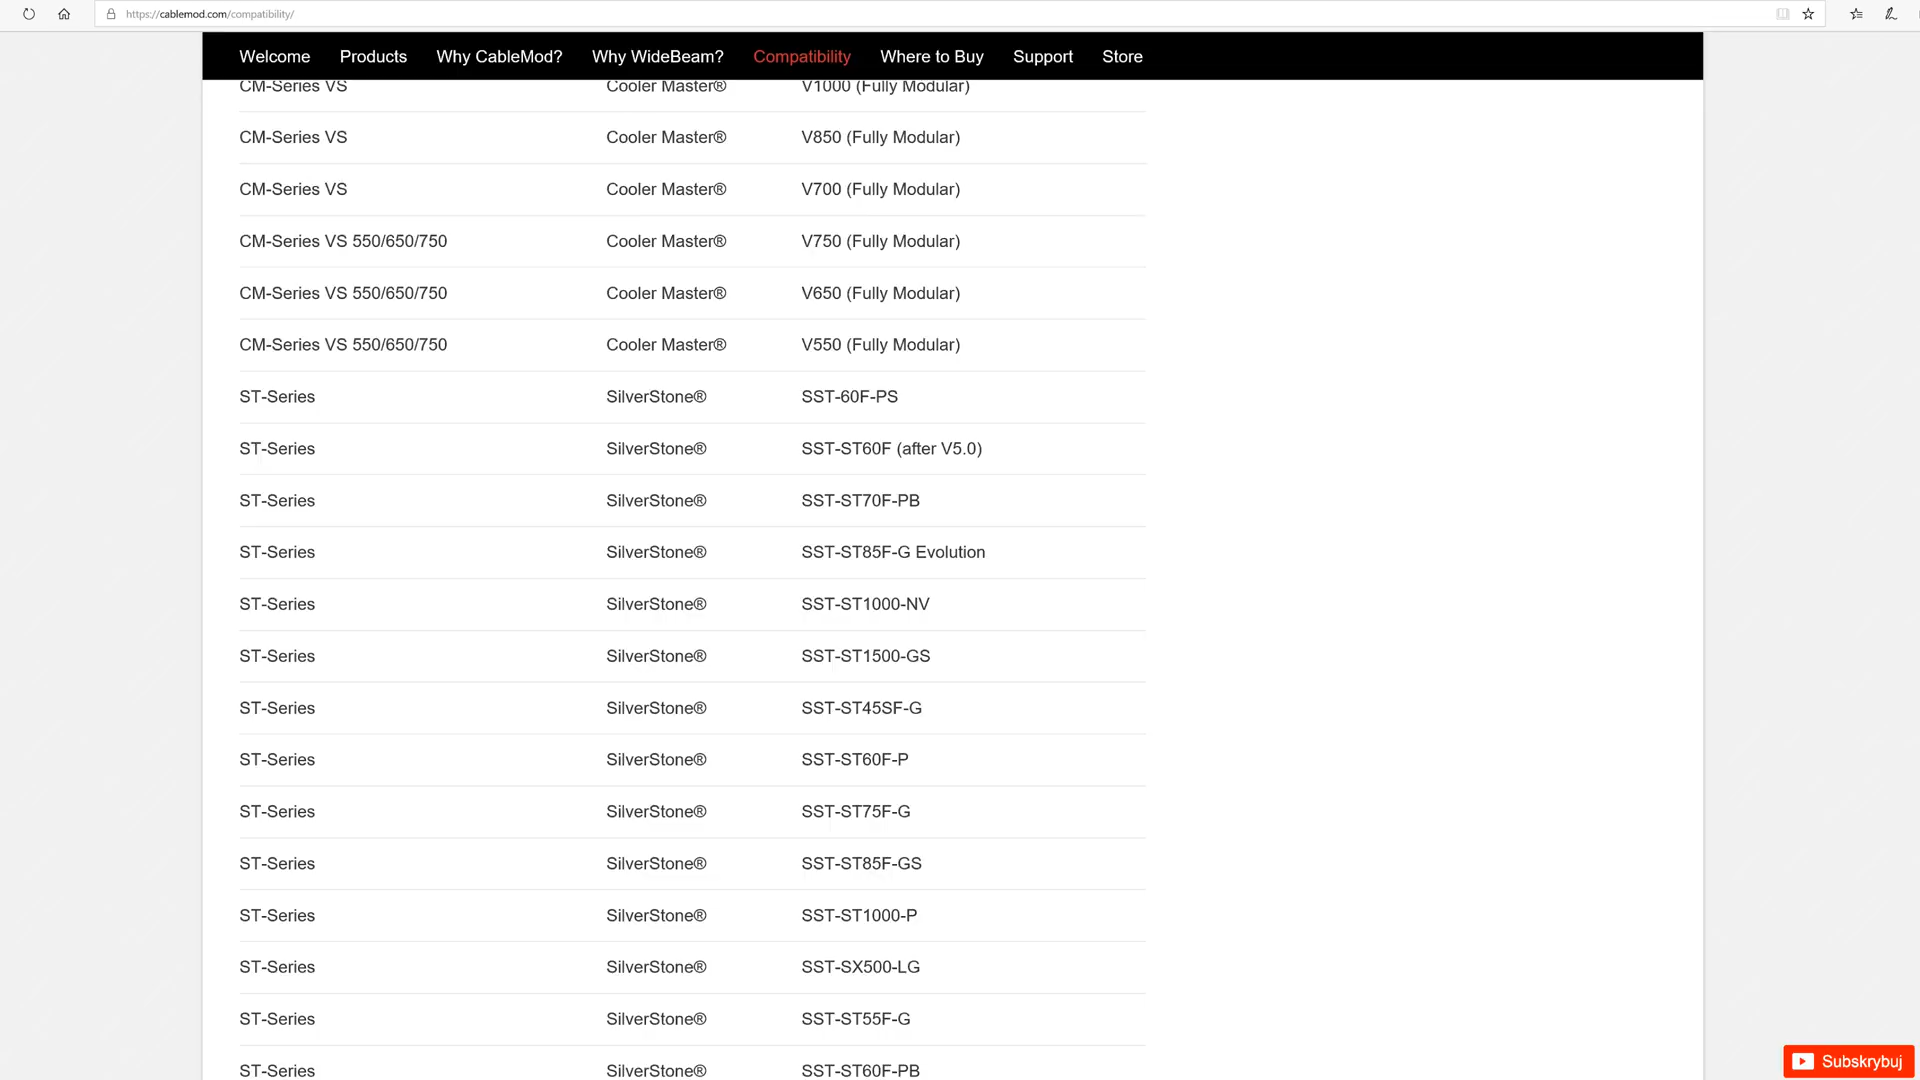 https://cablemod.com/compatibility/
Welcome Products Why CableMod? Why WideBeam? Compatibility Where to Buy Support Store
CM-Series VS Cooler Master® V1000 (Fully Modular)
CM-Series VS Cooler Master® V850 (Fully Modular)
CM-Series VS Cooler Master® V700 (Fully Modular)
CM-Series VS 550/650/750 Cooler Master® V750 (Fully Modular)
CM-Series VS 550/650/750 Cooler Master® V650 (Fully Modular)
CM-Series VS 550/650/750 Cooler Master® V550 (Fully Modular)
ST-Series SilverStone® SST-60F-PS
ST-Series SilverStone® SST-ST60F (after V5.0)
ST-Series SilverStone® SST-ST70F-PB
ST-Series SilverStone® SST-ST85F-G Evolution
ST-Series SilverStone® SST-ST1000-NV
ST-Series SilverStone® SST-ST1500-GS
ST-Series SilverStone® SST-ST45SF-G
ST-Series SilverStone® SST-ST60F-P
ST-Series SilverStone® SST-ST75F-G
ST-Series SilverStone® SST-ST85F-GS
ST-Series SilverStone® SST-ST1000-P
ST-Series SilverStone® SST-SX500-LG
ST-Series SilverStone® SST-ST55F-G
ST-Series SilverStone® SST-ST60F-PB
Subskrybuj